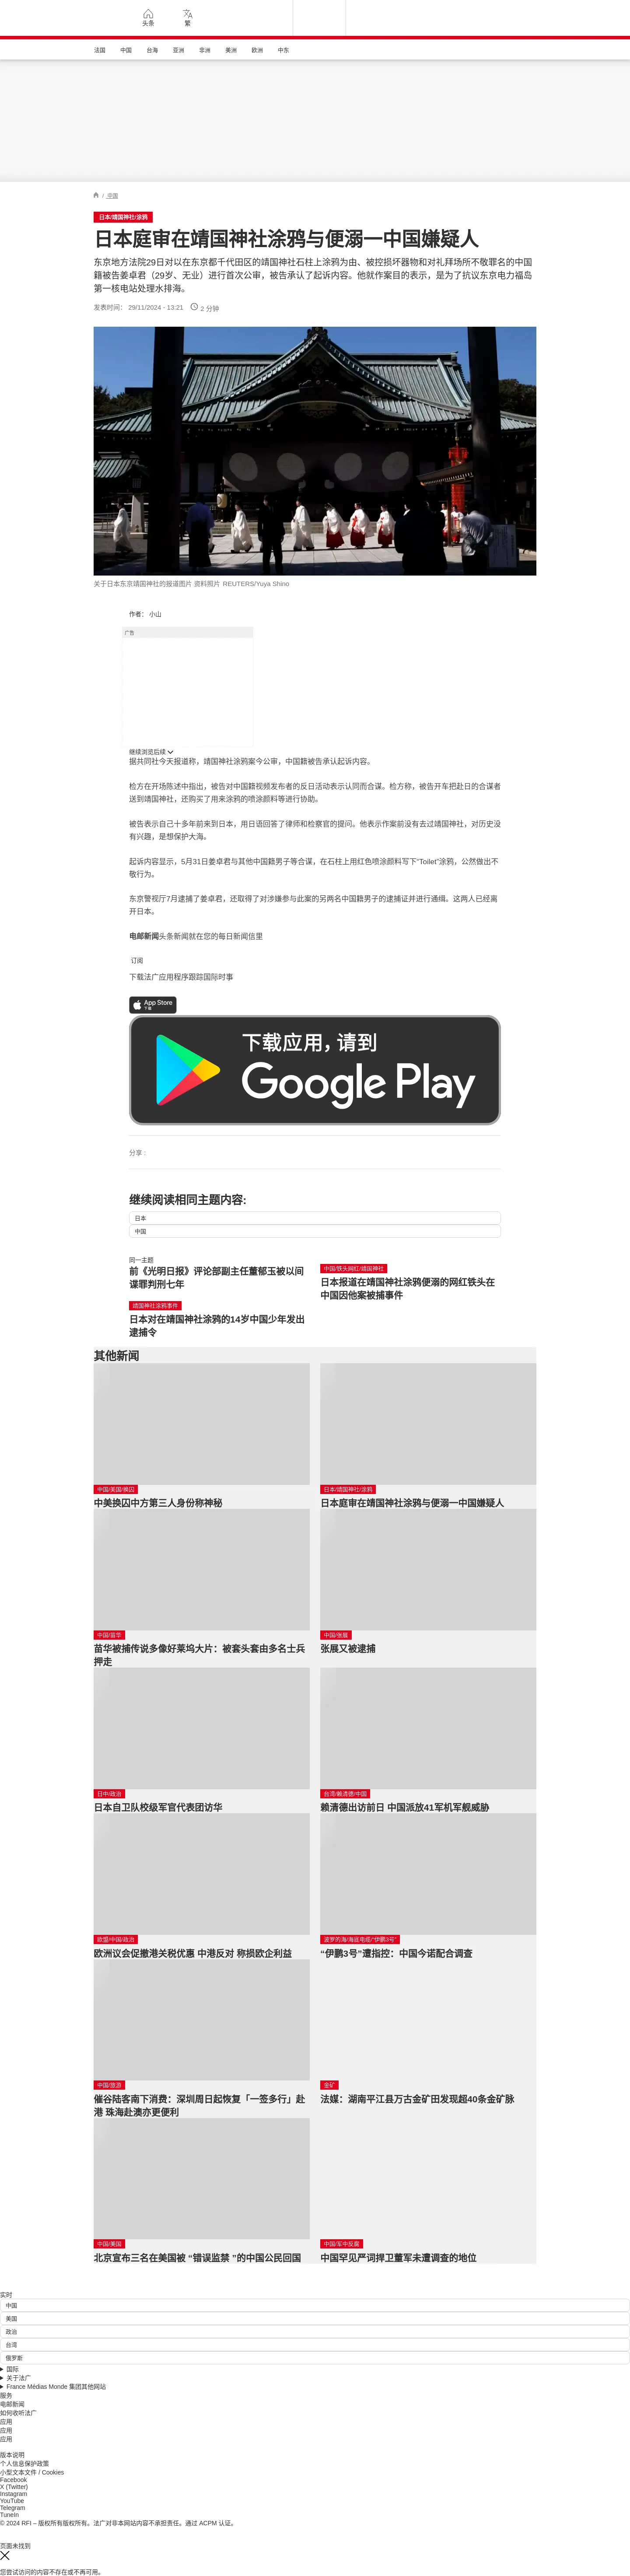 头条
繁
法国
中国
台海
亚洲
非洲
美洲
欧洲
中东
/ 中国
日本/靖国神社/涂鸦
日本庭审在靖国神社涂鸦与便溺一中国嫌疑人
东京地方法院29日对以在东京都千代田区的靖国神社石柱上涂鸦为由、被控损坏器物和对礼拜场所不敬罪名的中国
籍被告姜卓君（29岁、无业）进行首次公审，被告承认了起诉内容。他就作案目的表示，是为了抗议东京电力福岛
第一核电站处理水排海。
发表时间： 29/11/2024 - 13:21
2 分钟
关于日本东京靖国神社的报道图片 资料照片 REUTERS/Yuya Shino
作者： 小山
广告
继续浏览后续
据共同社今天报道称，靖国神社涂鸦案今公审，中国籍被告承认起诉内容。
检方在开场陈述中指出，被告对中国籍视频发布者的反日活动表示认同而合谋。检方称，被告开车把赴日的合谋者
送到靖国神社，还购买了用来涂鸦的喷涂颜料等进行协助。
被告表示自己十多年前来到日本，用日语回答了律师和检察官的提问。他表示作案前没有去过靖国神社，对历史没
有兴趣，是想保护大海。
起诉内容显示，5月31日姜卓君与其他中国籍男子等合谋，在石柱上用红色喷涂颜料写下“Toilet”涂鸦，公然做出不
敬行为。
东京警视厅7月逮捕了姜卓君，还取得了对涉嫌参与此案的另两名中国籍男子的逮捕证并进行通缉。这两人已经离
开日本。
电邮新闻头条新闻就在您的每日新闻信里
订阅
下载法广应用程序跟踪国际时事
App Store
下载
下载应用，请到
Google Play
分享 :
继续阅读相同主题内容:
日本
中国
同一主题
前《光明日报》评论部副主任董郁玉被以间
谍罪判刑七年
中国/铁头网红/靖国神社
日本报道在靖国神社涂鸦便溺的网红铁头在
中国因他案被捕事件
靖国神社涂鸦事件
日本对在靖国神社涂鸦的14岁中国少年发出
逮捕令
其他新闻
中国/美国/换囚
中美换囚中方第三人身份称神秘
日本/靖国神社/涂鸦
日本庭审在靖国神社涂鸦与便溺一中国嫌疑人
中国/苗华
苗华被捕传说多像好莱坞大片：被套头套由多名士兵
押走
中国/张展
张展又被逮捕
日中/政治
日本自卫队校级军官代表团访华
台湾/赖清德/中国
赖清德出访前日 中国派放41军机军舰威胁
欧盟/中国/政治
欧洲议会促撤港关税优惠 中港反对 称损欧企利益
波罗的海/海底电缆/“伊鹏3号”
“伊鹏3号”遭指控：中国今诺配合调查
中国/旅游
催谷陆客南下消费：深圳周日起恢复「一签多行」赴
港 珠海赴澳亦更便利
金矿
法媒：湖南平江县万古金矿田发现超40条金矿脉
中国/美国
北京宣布三名在美国被 “错误监禁 ”的中国公民回国
中国/军中反腐
中国罕见严词捍卫董军未遭调查的地位
实时
中国
美国
政治
台湾
俄罗斯
国际
关于法广
France Médias Monde 集团其他网站
服务
电邮新闻
如何收听法广
应用
应用
应用
版本说明
个人信息保护政策
小型文本文件 / Cookies
Facebook
X (Twitter)
Instagram
YouTube
Telegram
TuneIn
© 2024 RFI – 版权所有版权所有。法广对非本网站内容不承担责任。通过 ACPM 认证。
页面未找到
您尝试访问的内容不存在或不再可用。